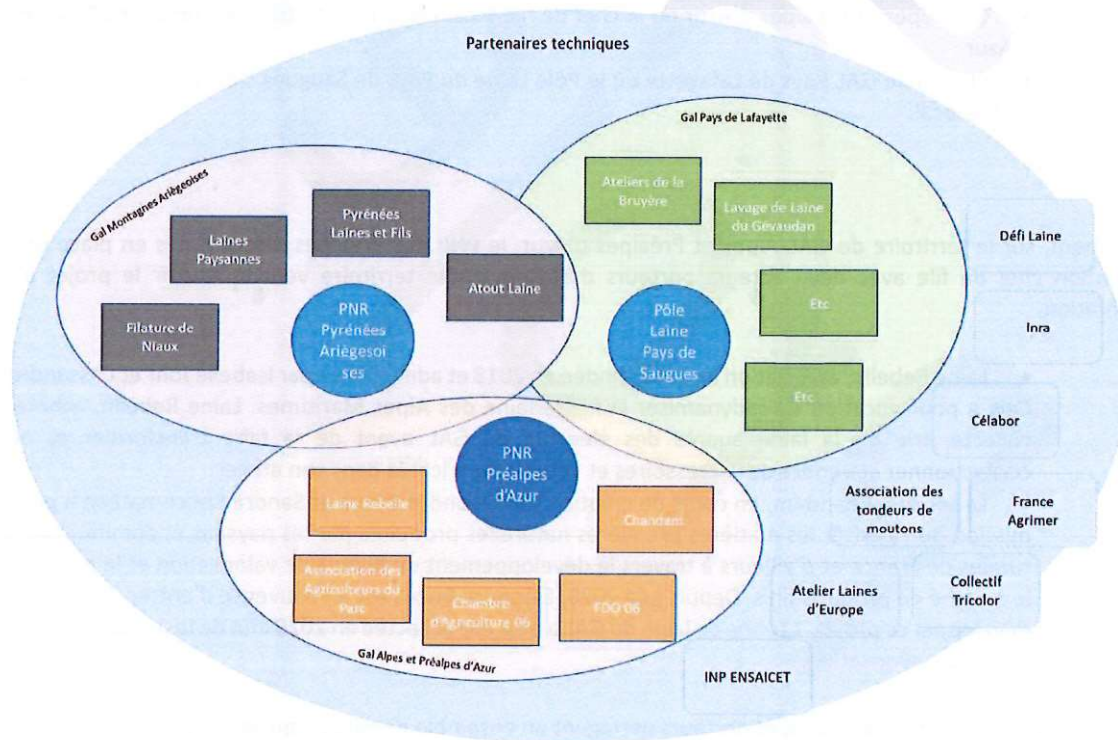 Partenaires techniques
Gal Pays de Lafayette
Gal Montagnes Ariégeoises
Ateliers de la
Bruyère
Lavage de Laine
du Gévaudan
Pyrénées
Laines et Fils
Laines
Paysannes
Défi Laine
Atout Laine
Etc
PNR
Pyrénées
Ariègesoi
ses
Pôle
Laine
Pays de
Saugues
Filature de
Niaux
Inra
Etc
Célabor
PNR
Préalpes
d'Azur
Laine Rebelle
Chandam
Association des
tondeurs de
moutons
France
Agrimer
Association des
Agriculteurs du
Parc
Chambre
d'Agriculture 06
FDO 06
Atelier Laines
d'Europe
Collectif
Tricolor
Gal Alpes et Préalpes d'Azur
INP ENSAICET